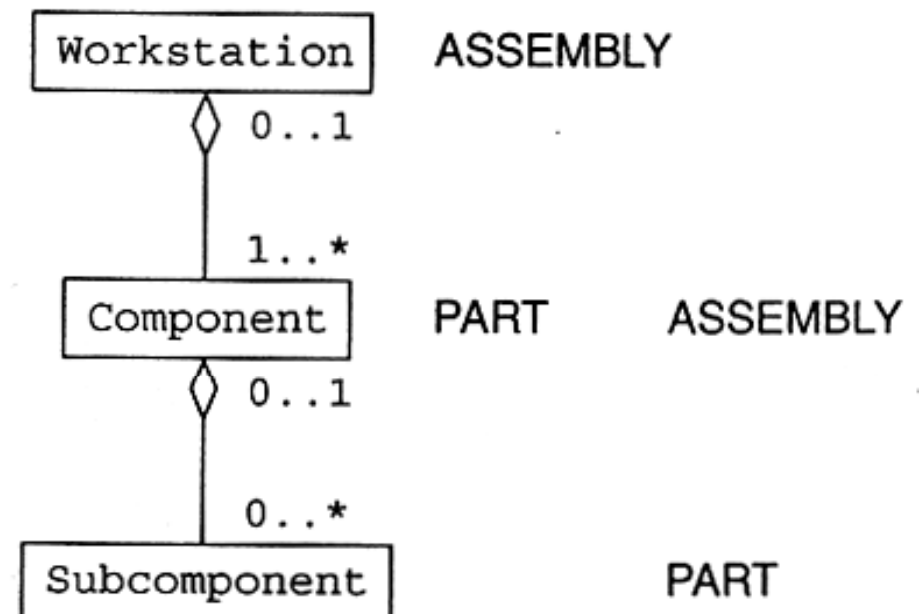 Workstation ASSEMBLY
0..1
1..*
Component PART ASSEMBLY
0..1
0..*
Subcomponent PART